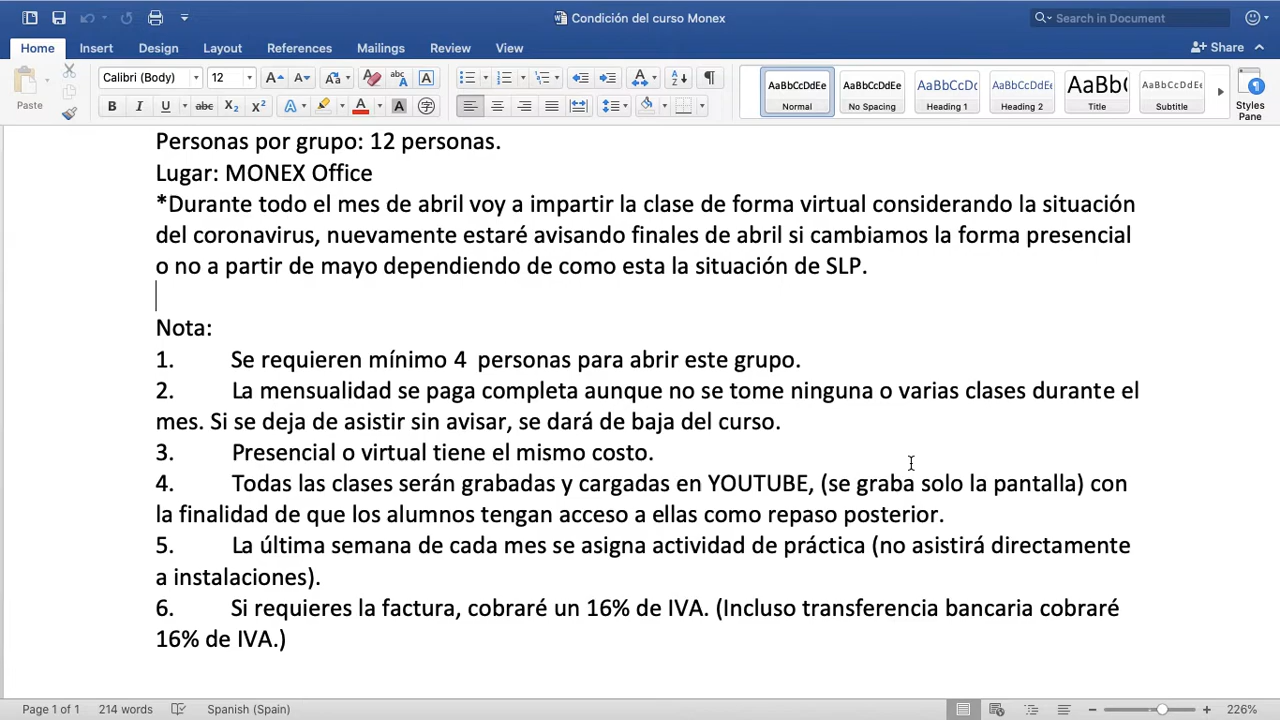 Condición del curso Monex
Search in Document
Home Insert Design Layout References Mailings Review View
Share
Paste
Calibri (Body) 12
AaBbCcDdEe AaBbCcDdEe AaBbCcDc AaBbCcDdEe AaBbC AaBbCcDdEe
Normal No Spacing Heading 1 Heading 2 Title Subtitle
Styles
Pane
Personas por grupo: 12 personas.
Lugar: MONEX Office
*Durante todo el mes de abril voy a impartir la clase de forma virtual considerando la situación
del coronavirus, nuevamente estaré avisando finales de abril si cambiamos la forma presencial
o no a partir de mayo dependiendo de como esta la situación de SLP.
Nota:
1. Se requieren mínimo 4 personas para abrir este grupo.
2. La mensualidad se paga completa aunque no se tome ninguna o varias clases durante el
mes. Si se deja de asistir sin avisar, se dará de baja del curso.
3. Presencial o virtual tiene el mismo costo.
4. Todas las clases serán grabadas y cargadas en YOUTUBE, (se graba solo la pantalla) con
la finalidad de que los alumnos tengan acceso a ellas como repaso posterior.
5. La última semana de cada mes se asigna actividad de práctica (no asistirá directamente
a instalaciones).
6. Si requieres la factura, cobraré un 16% de IVA. (Incluso transferencia bancaria cobraré
16% de IVA.)
Page 1 of 1 214 words Spanish (Spain) 226%